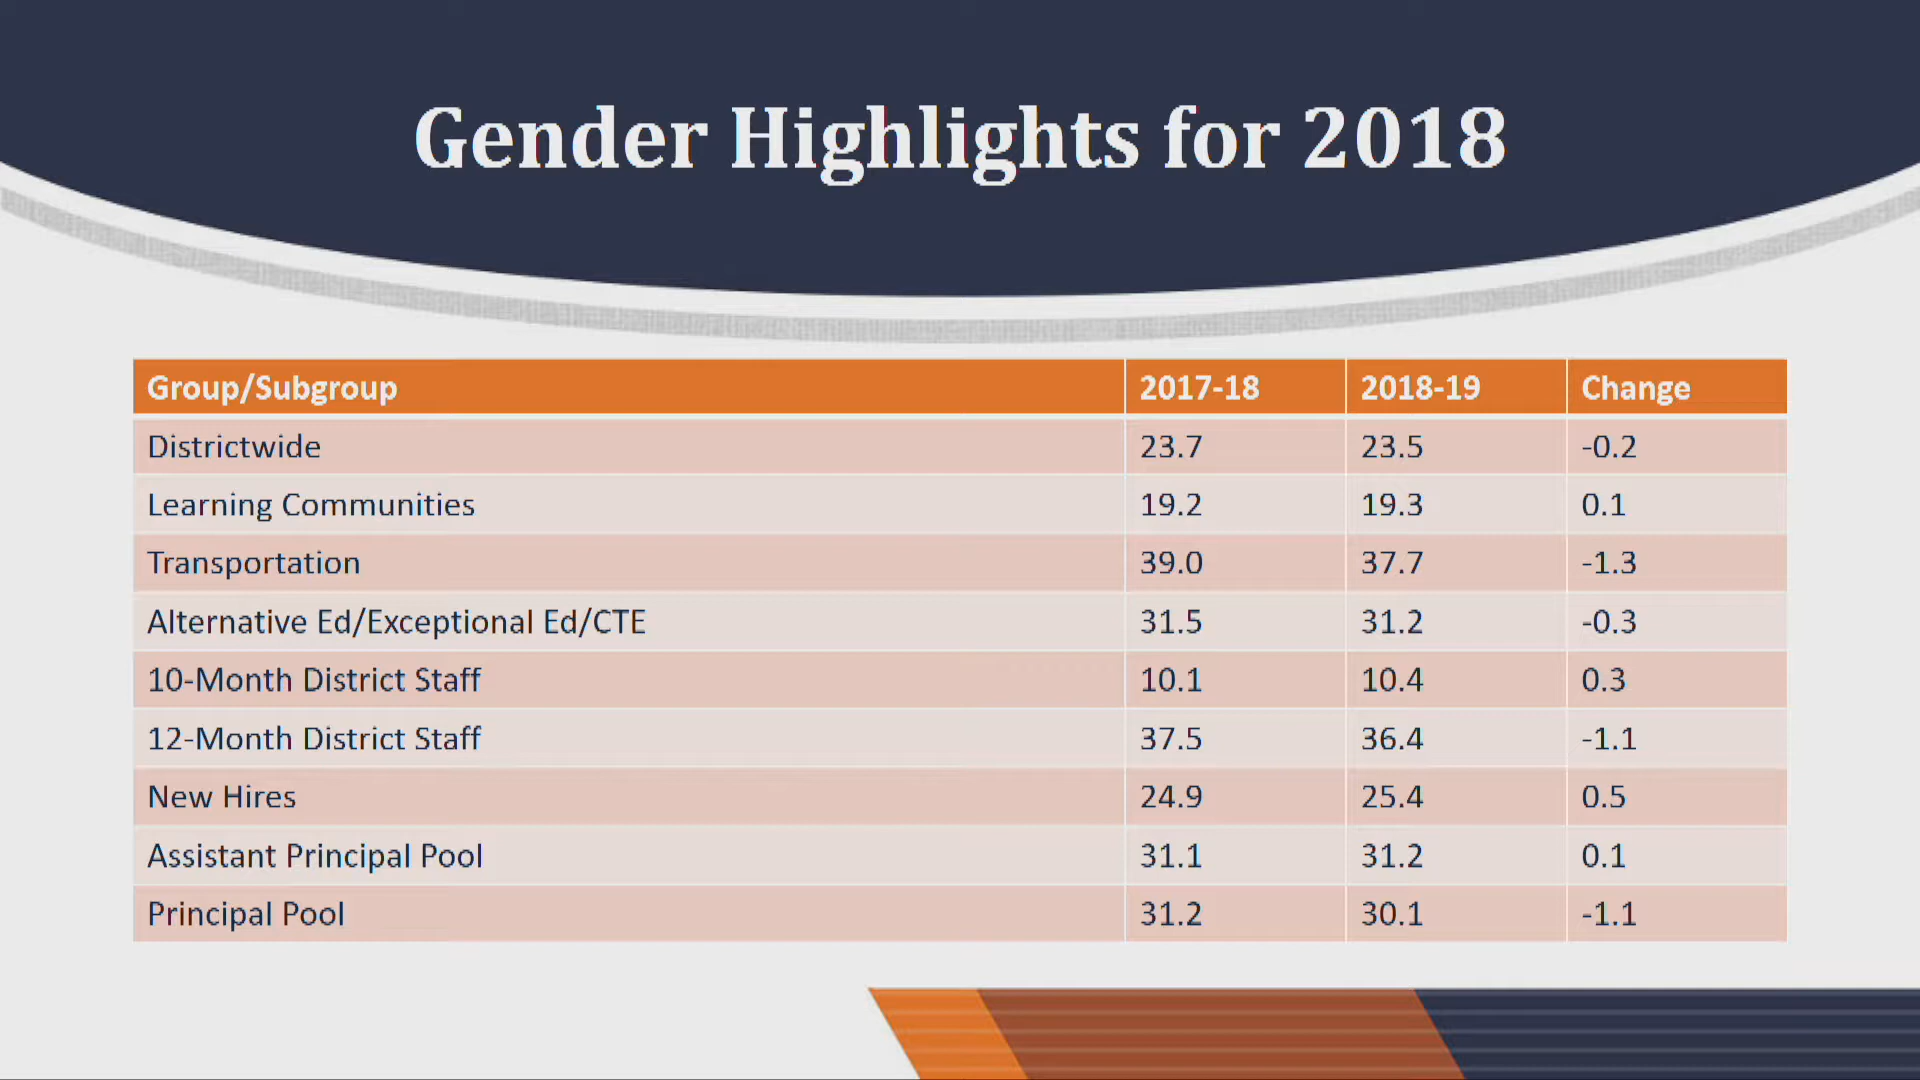 Gender Highlights for 2018
Group/Subgroup 2017-18 2018-19 Change
Districtwide 23.7 23.5 -0.2
Learning Communities 19.2 19.3 0.1
Transportation 39.0 37.7 -1.3
Alternative Ed/Exceptional Ed/CTE 31.5 31.2 -0.3
10-Month District Staff 10.1 10.4 0.3
12-Month District Staff 37.5 36.4 -1.1
New Hires 24.9 25.4 0.5
Assistant Principal Pool 31.1 31.2 0.1
Principal Pool 31.2 30.1 -1.1